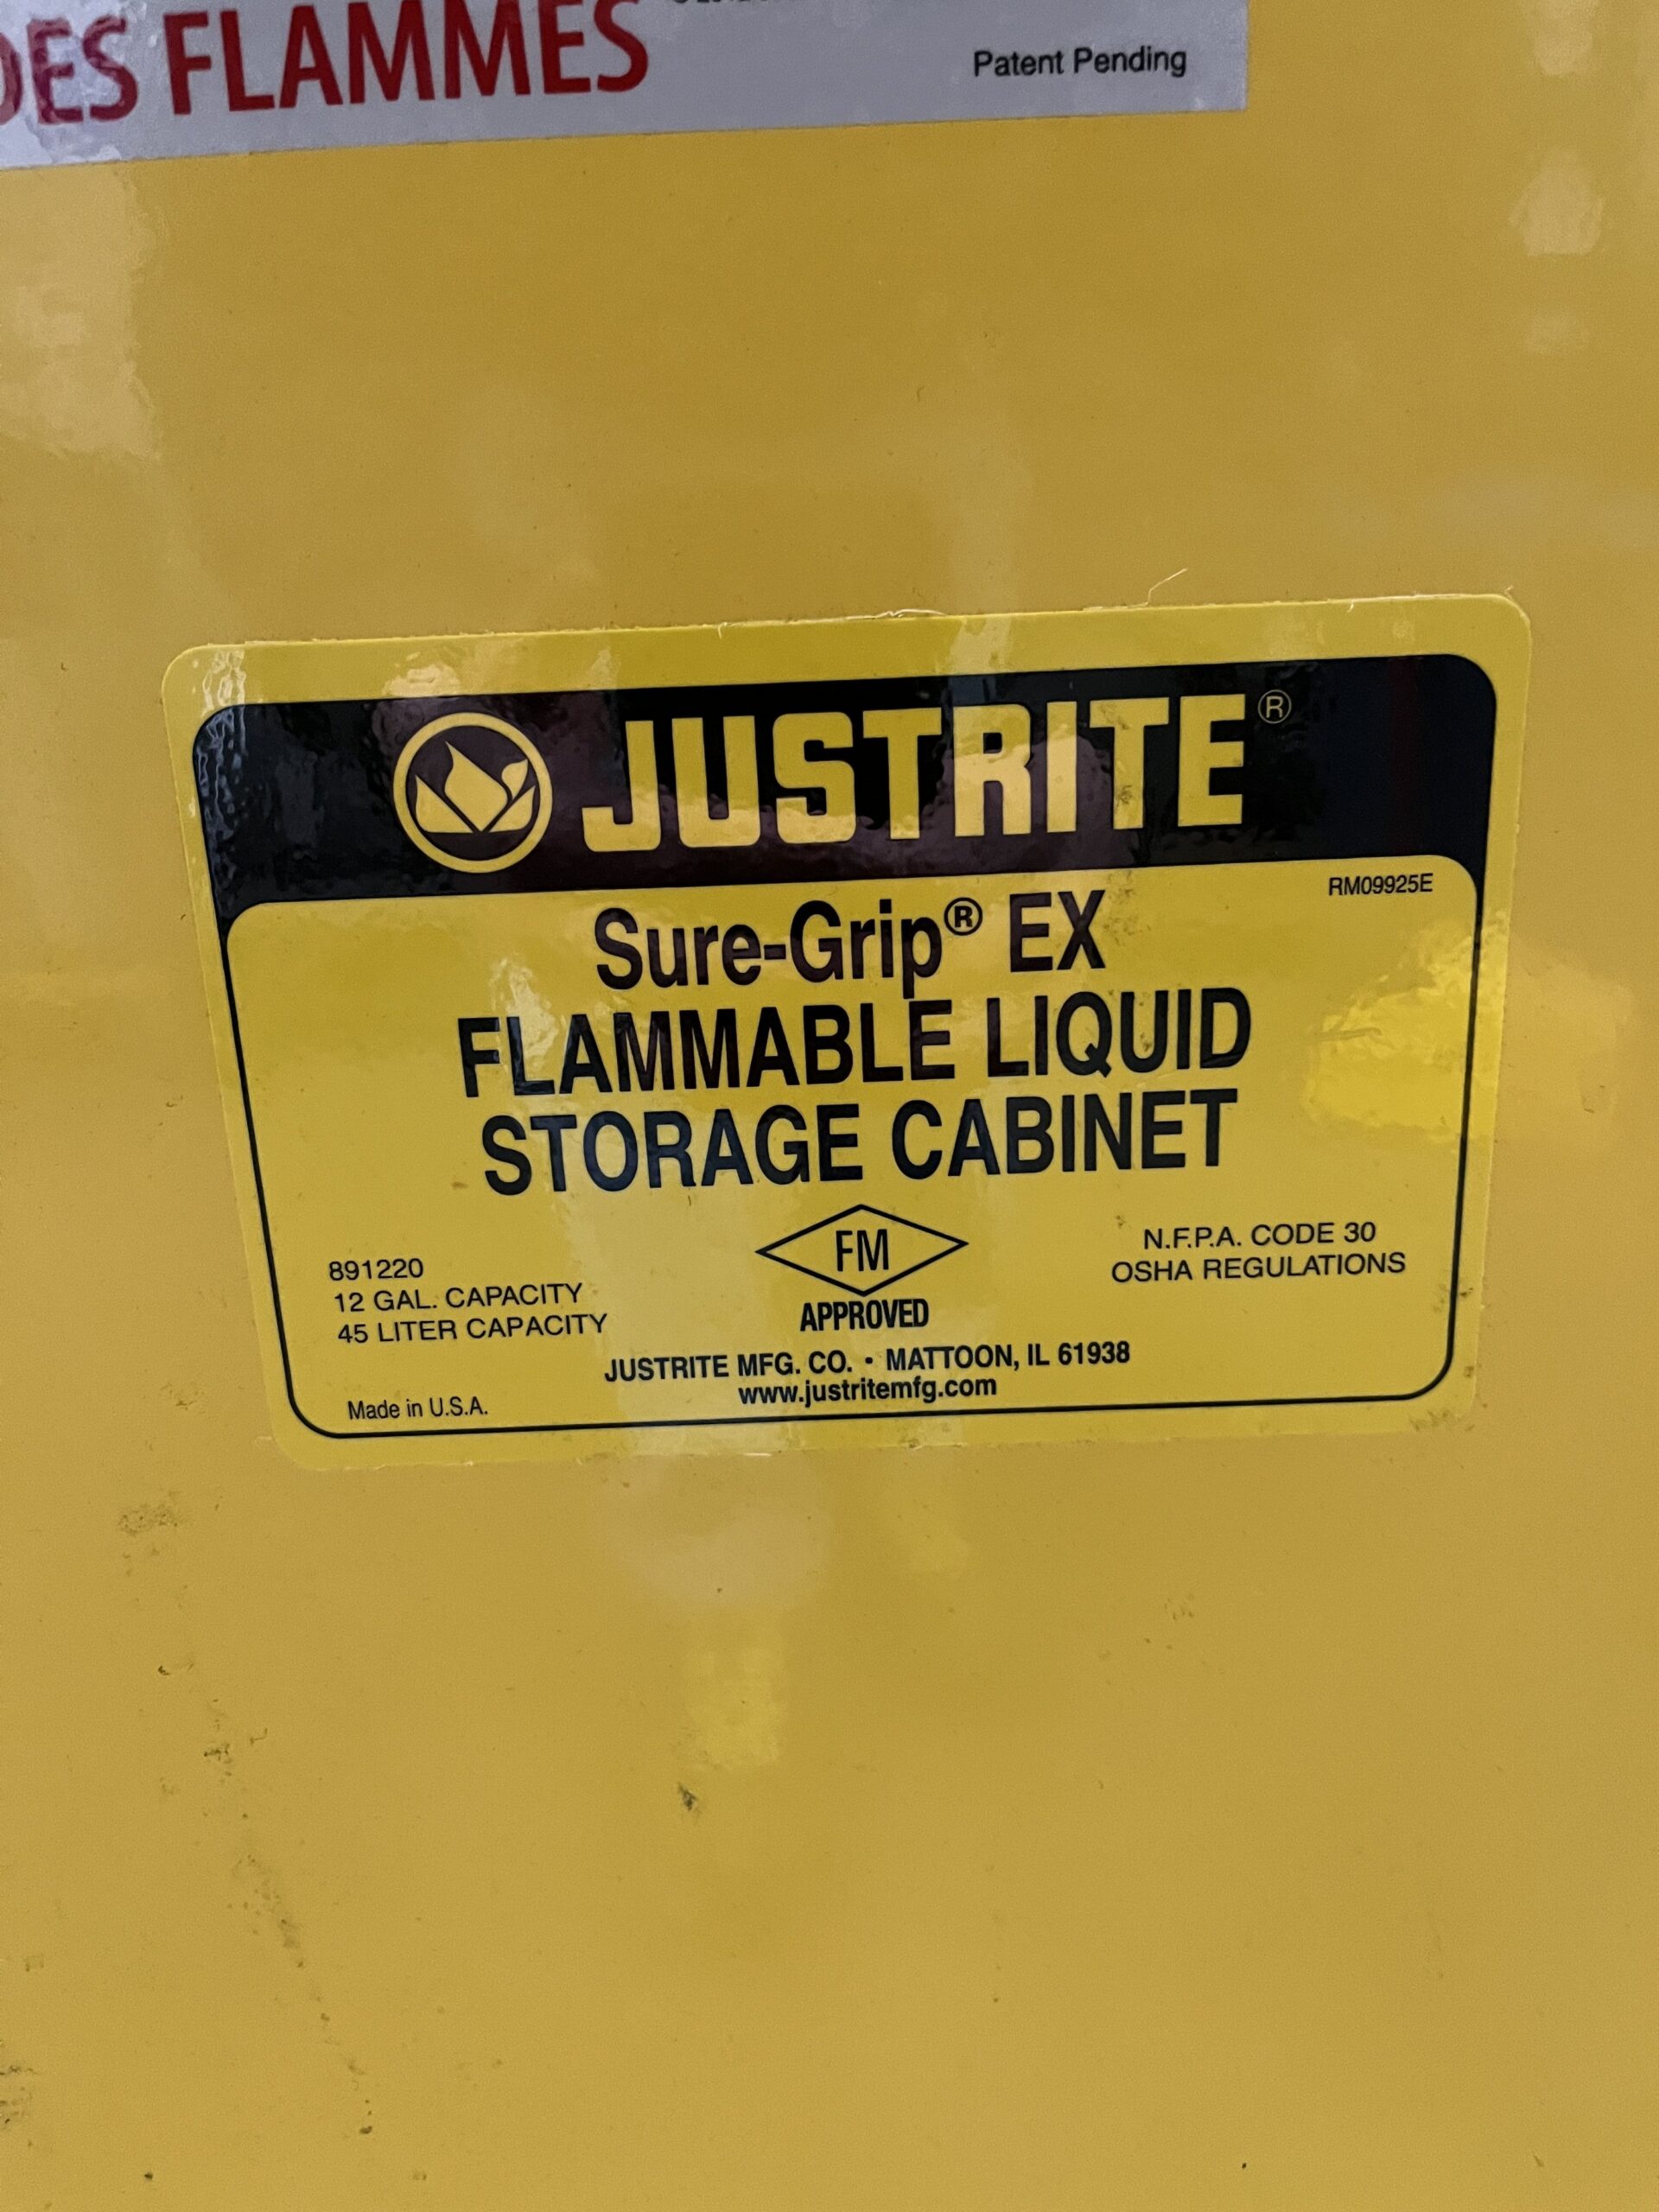 DES FLAMMES
Patent Pending
JUSTRITE®
RM09925E
Sure-Grip® EX
FLAMMABLE LIQUID
STORAGE CABINET
891220
12 GAL. CAPACITY
45 LITER CAPACITY
FM
APPROVED
N.F.P.A. CODE 30
OSHA REGULATIONS
JUSTRITE MFG. CO. • MATTOON, IL 61938
www.justritemfg.com
Made in U.S.A.